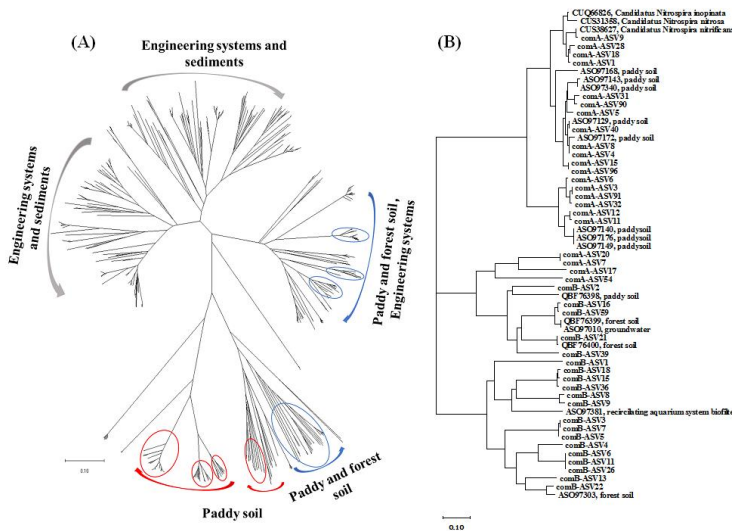 (A)
Engineering systems and
sediments
Engineering systems
and sediments
Paddy and forest soil,
Engineering systems
Paddy and forest
soil
Paddy soil
0.10
(B)
CUQ66826, Candidatus Nitrospira inopinata
CUS31358, Candidatus Nitrospira nitrosa
CUS38627, Candidatus Nitrospira nitrificans
comA-ASV9
comA-ASV28
comA-ASV18
comA-ASV1
ASO97168, paddy soil
ASO97143, paddy soil
ASO97340, paddy soil
comA-ASV31
comA-ASV90
comA-ASV5
ASO97129, paddy soil
comA-ASV40
ASO97172, paddy soil
comA-ASV8
comA-ASV4
comA-ASV15
comA-ASV96
comA-ASV6
comA-ASV3
comA-ASV91
comA-ASV32
comA-ASV12
comA-ASV11
ASO97140, paddysoil
ASO97176, paddysoil
ASO97149, paddysoil
comA-ASV20
comA-ASV7
comA-ASV17
comA-ASV54
comB-ASV2
QBF76398, paddy soil
comB-ASV16
comB-ASV59
QBF76399, forest soil
ASO97010, groundwater
comB-ASV21
QBF76400, forest soil
comB-ASV39
comB-ASV1
comB-ASV18
comB-ASV15
comB-ASV36
comB-ASV8
comB-ASV9
ASO97381, recirclating aquarium system biofilte
comB-ASV3
comB-ASV7
comB-ASV5
comB-ASV4
comB-ASV6
comB-ASV11
comB-ASV26
comB-ASV13
comB-ASV22
ASO97303, forest soil
0.10